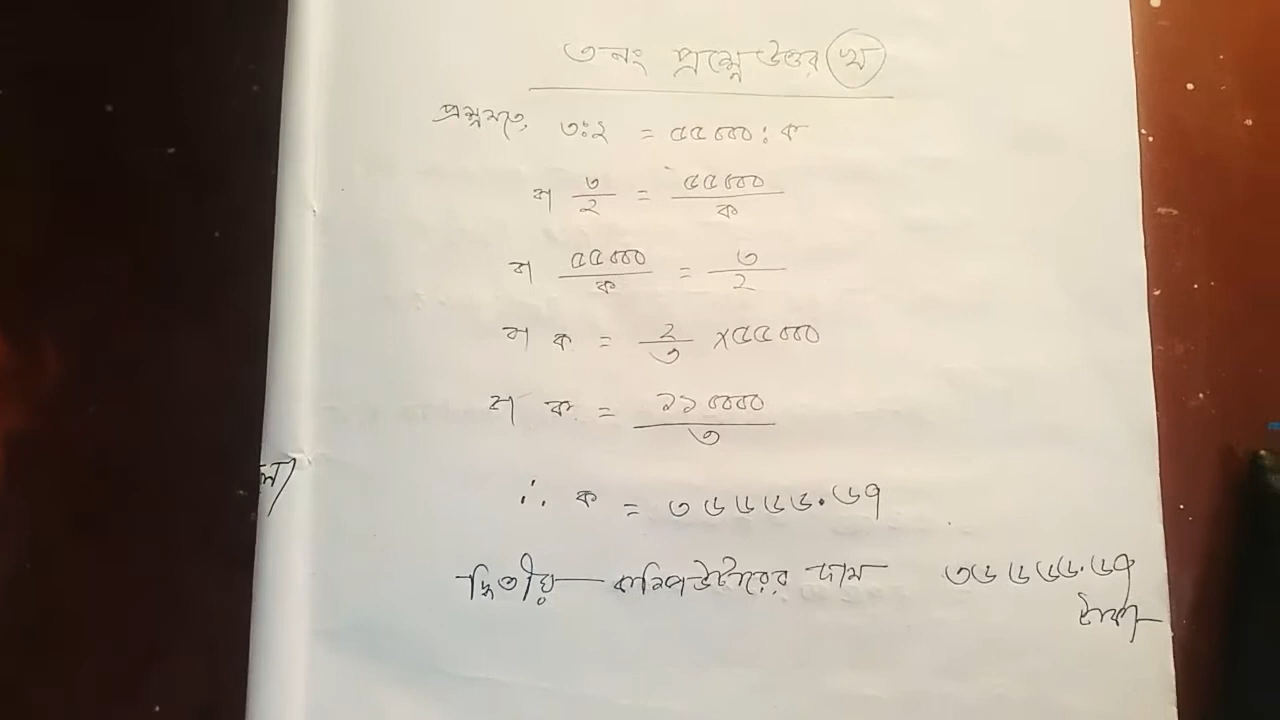 ৩ নং প্রশ্নে উত্তর খ
প্রশ্নমতে, ৩ঃ২ = ৫৫০০০ : ক
বা ৩/২ = ৫৫০০০/ক
বা ৫৫০০০/ক = ৩/২
বা ক = ২/৩ × ৫৫০০০
বা ক = ১১০০০০/৩
∴ ক = ৩৬৬৬৬.৬৭
দ্বিতীয় কম্পিউটারের দাম ৩৬৬৬৬.৬৭
টাকা